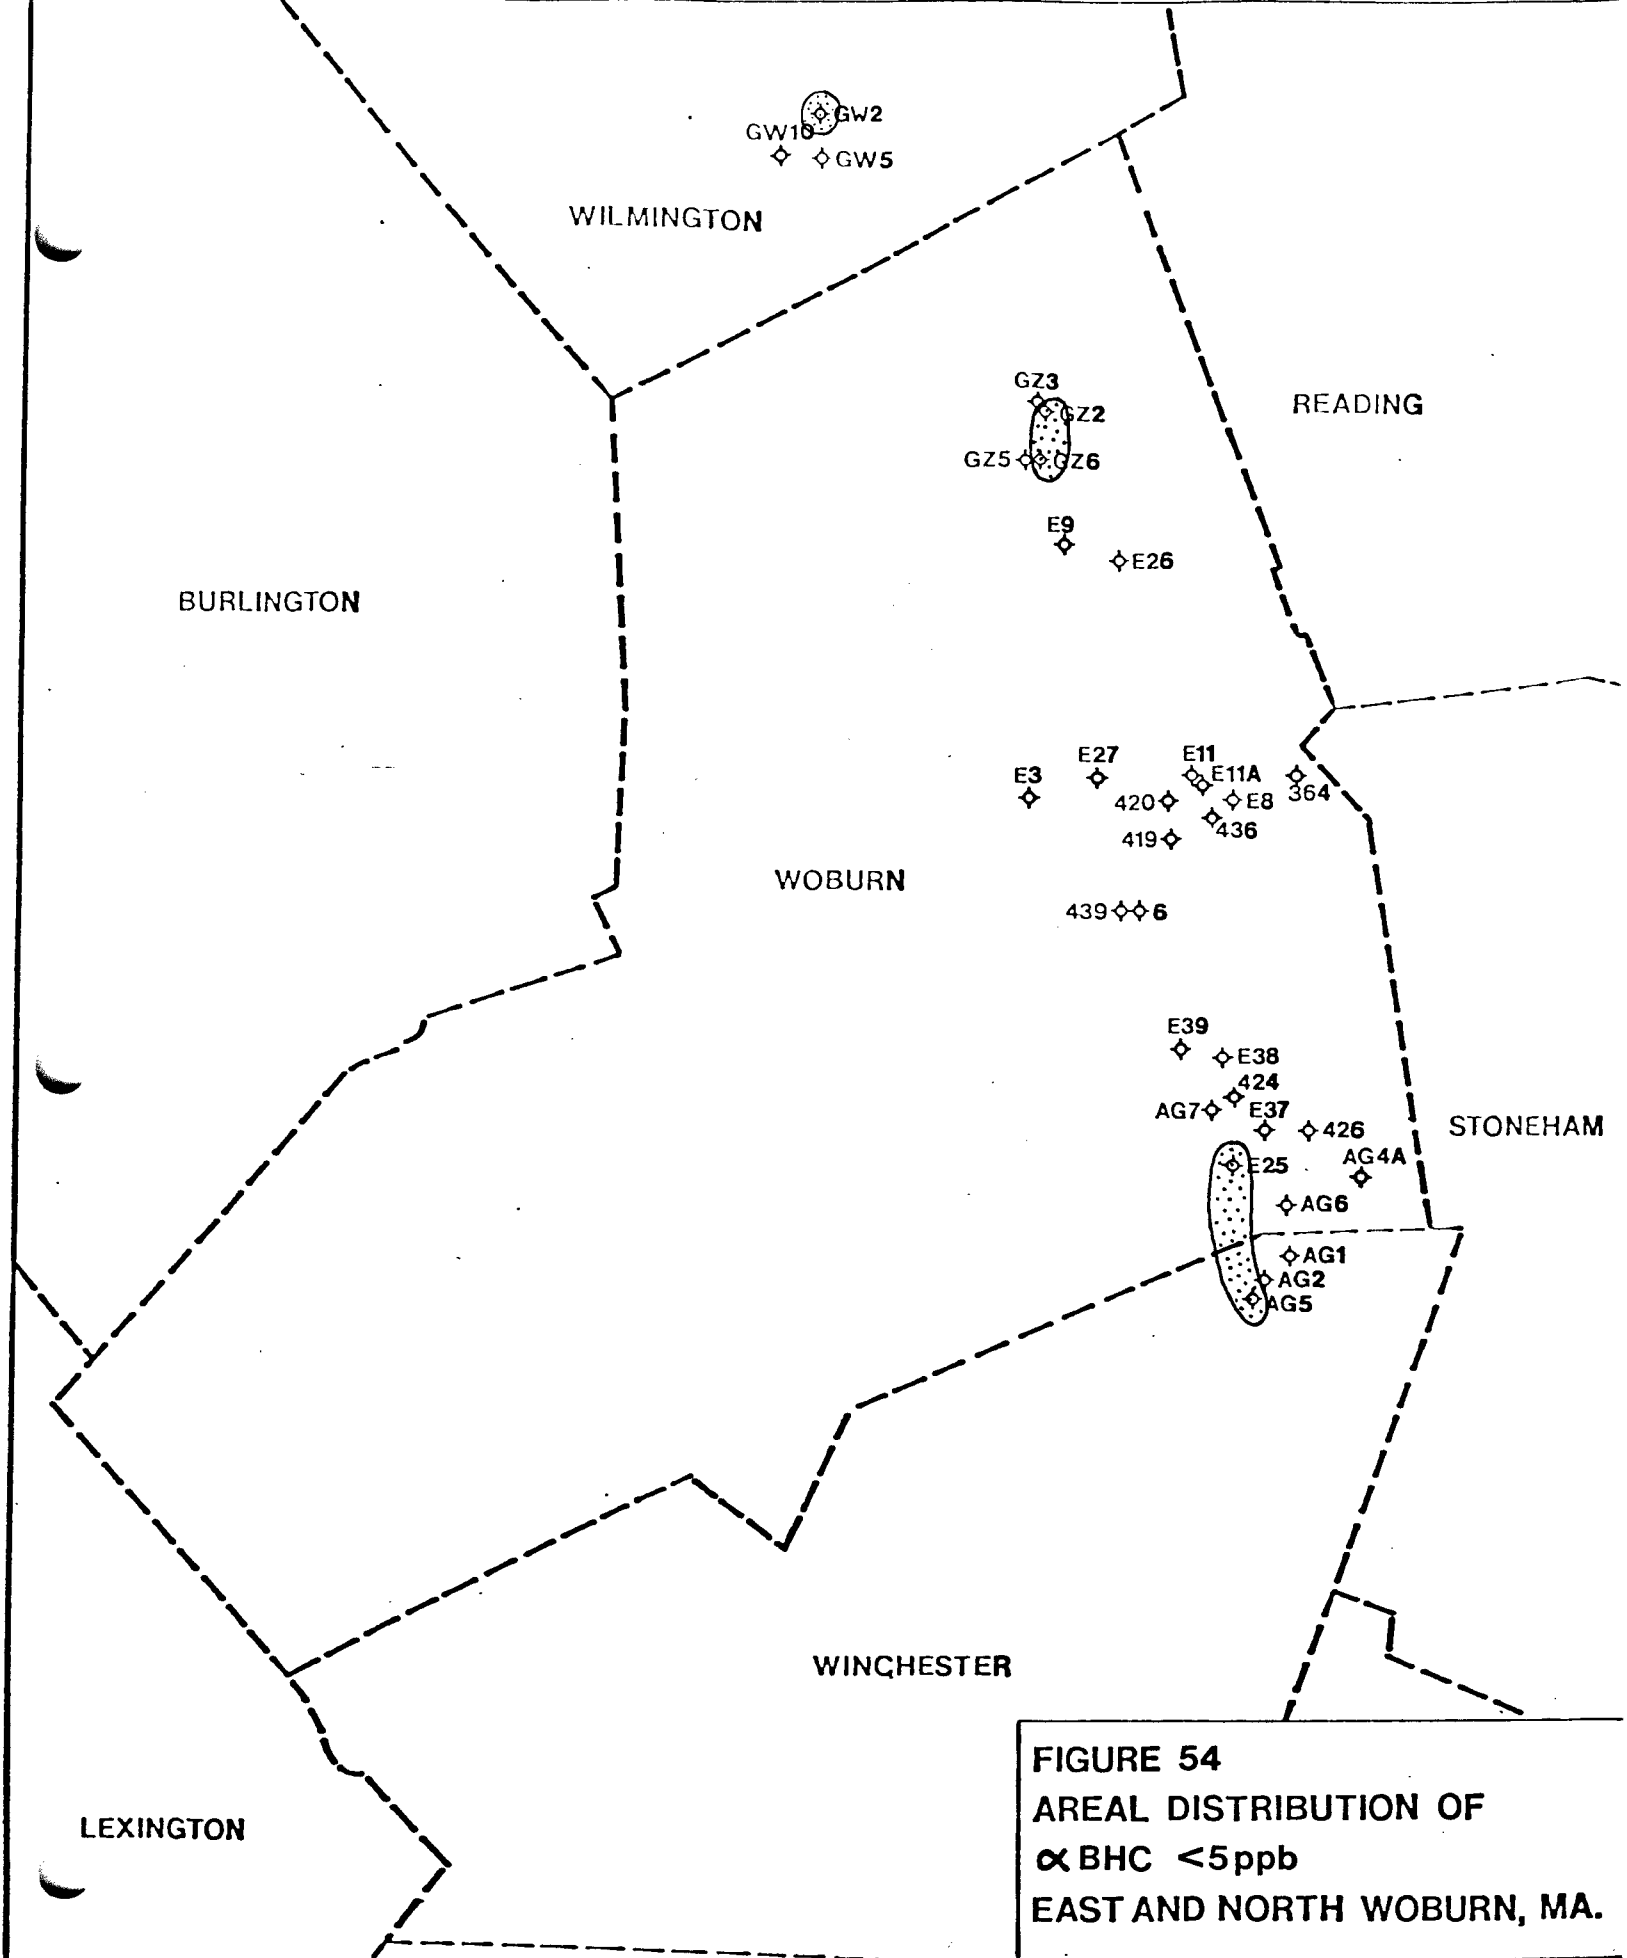 GW2
GW10
GW5
WILMINGTON
GZ3
GZ2
READING
GZ5
GZ6
E9
E26
BURLINGTON
E27
E11
E3
E11A
420
E8
364
436
419
WOBURN
439
6
E39
E38
424
AG7
E37
426
STONEHAM
E25
AG4A
AG6
AG1
AG2
AG5
WINCHESTER
LEXINGTON
FIGURE 54
AREAL DISTRIBUTION OF
∝ BHC <5ppb
EAST AND NORTH WOBURN, MA.